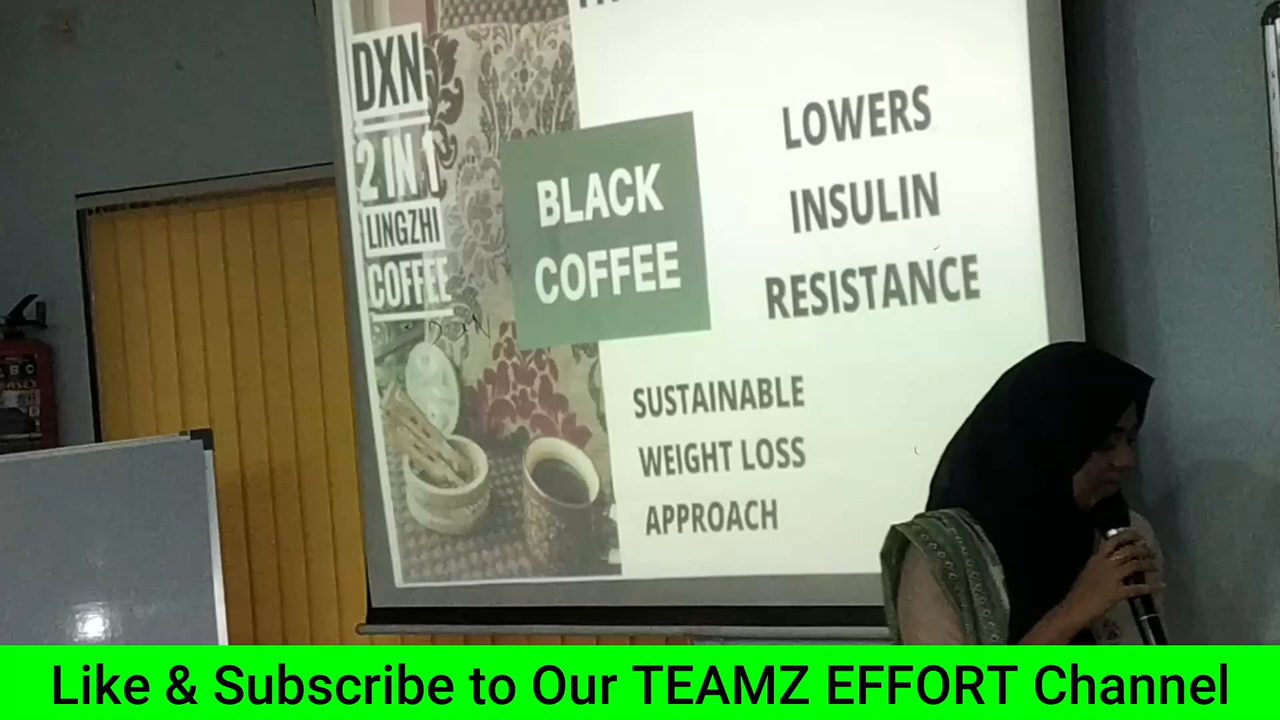 DXN
2 IN 1
LINGZHI
COFFEE
BLACK
COFFEE
LOWERS
INSULIN
RESISTANCE
SUSTAINABLE
WEIGHT LOSS
APPROACH
DXN
Like & Subscribe to Our TEAMZ EFFORT Channel